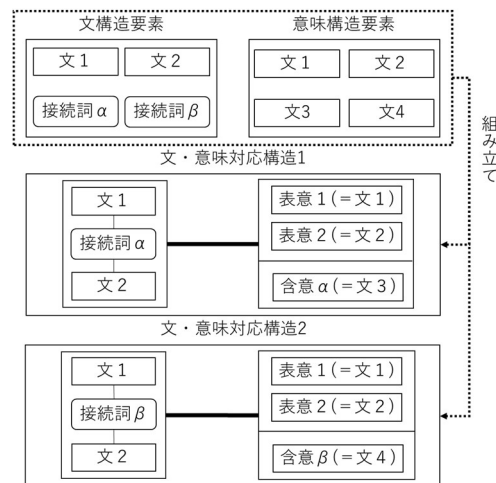 文構造要素
意味構造要素
文1
文2
接続詞α
接続詞β
文1
文2
文3
文4
組み立て
文・意味対応構造1
文1
接続詞α
文2
表意1(=文1)
表意2(=文2)
含意α(=文3)
文・意味対応構造2
文1
接続詞β
文2
表意1(=文1)
表意2(=文2)
含意β(=文4)